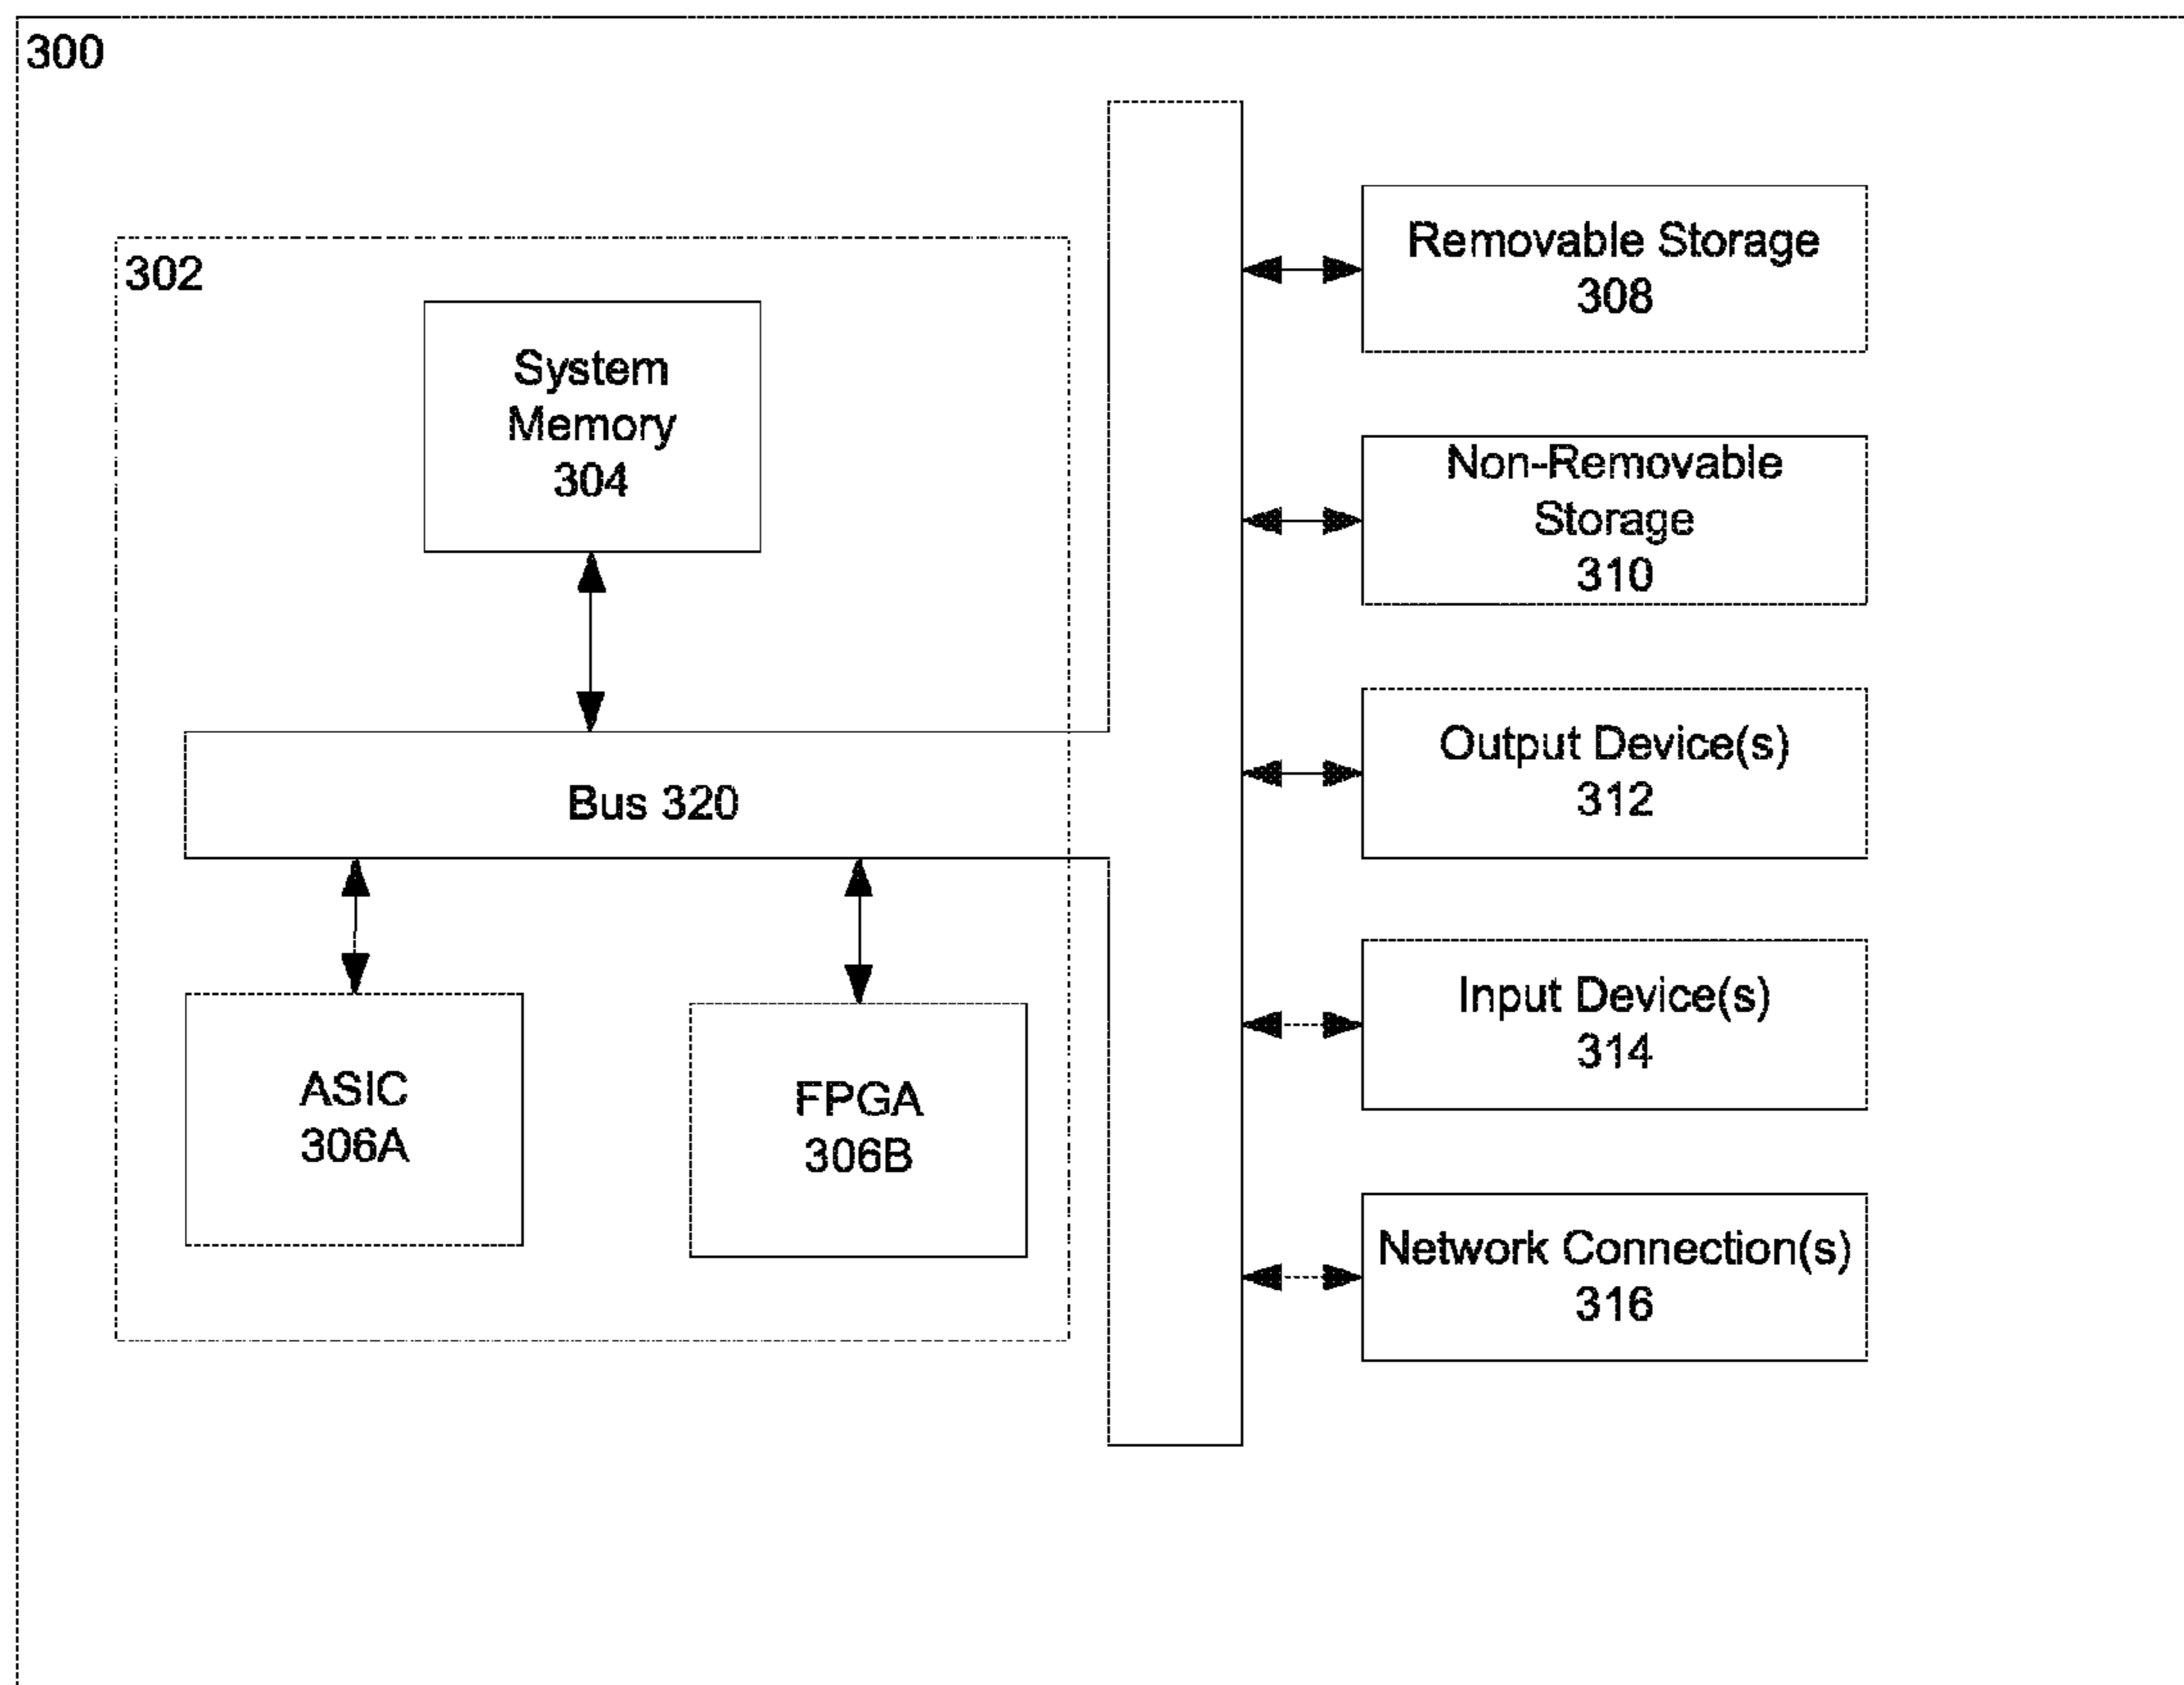 300
302
System
Memory
304
Bus 320
ASIC
306A
FPGA
306B
Removable Storage
308
Non-Removable
Storage
310
Output Device(s)
312
Input Device(s)
314
Network Connection(s)
316